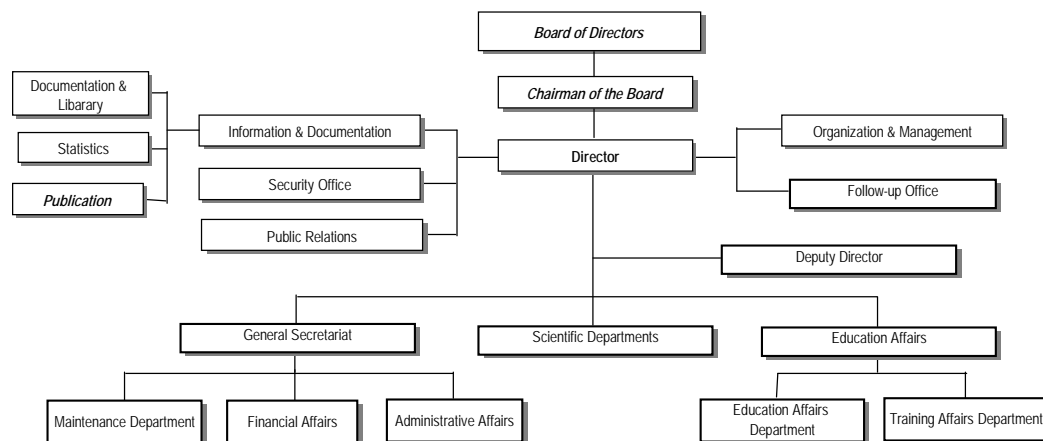 Board of Directors
Chairman of the Board
Director
Documentation &
Libarary
Statistics
Publication
Information & Documentation
Security Office
Public Relations
Organization & Management
Follow-up Office
Deputy Director
General Secretariat
Scientific Departments
Education Affairs
Maintenance Department
Financial Affairs
Administrative Affairs
Education Affairs
Department
Training Affairs Department